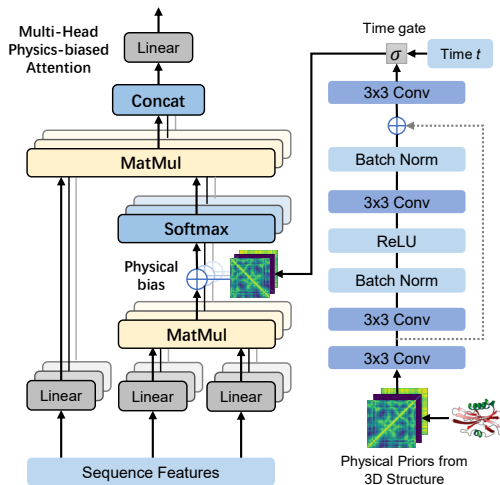 Multi-Head
Physics-biased
Attention
Linear
Concat
MatMul
Softmax
Physical
bias
MatMul
Linear
Linear
Linear
Sequence Features
Time gate
σ
Time t
3x3 Conv
Batch Norm
3x3 Conv
ReLU
Batch Norm
3x3 Conv
3x3 Conv
Physical Priors from
3D Structure